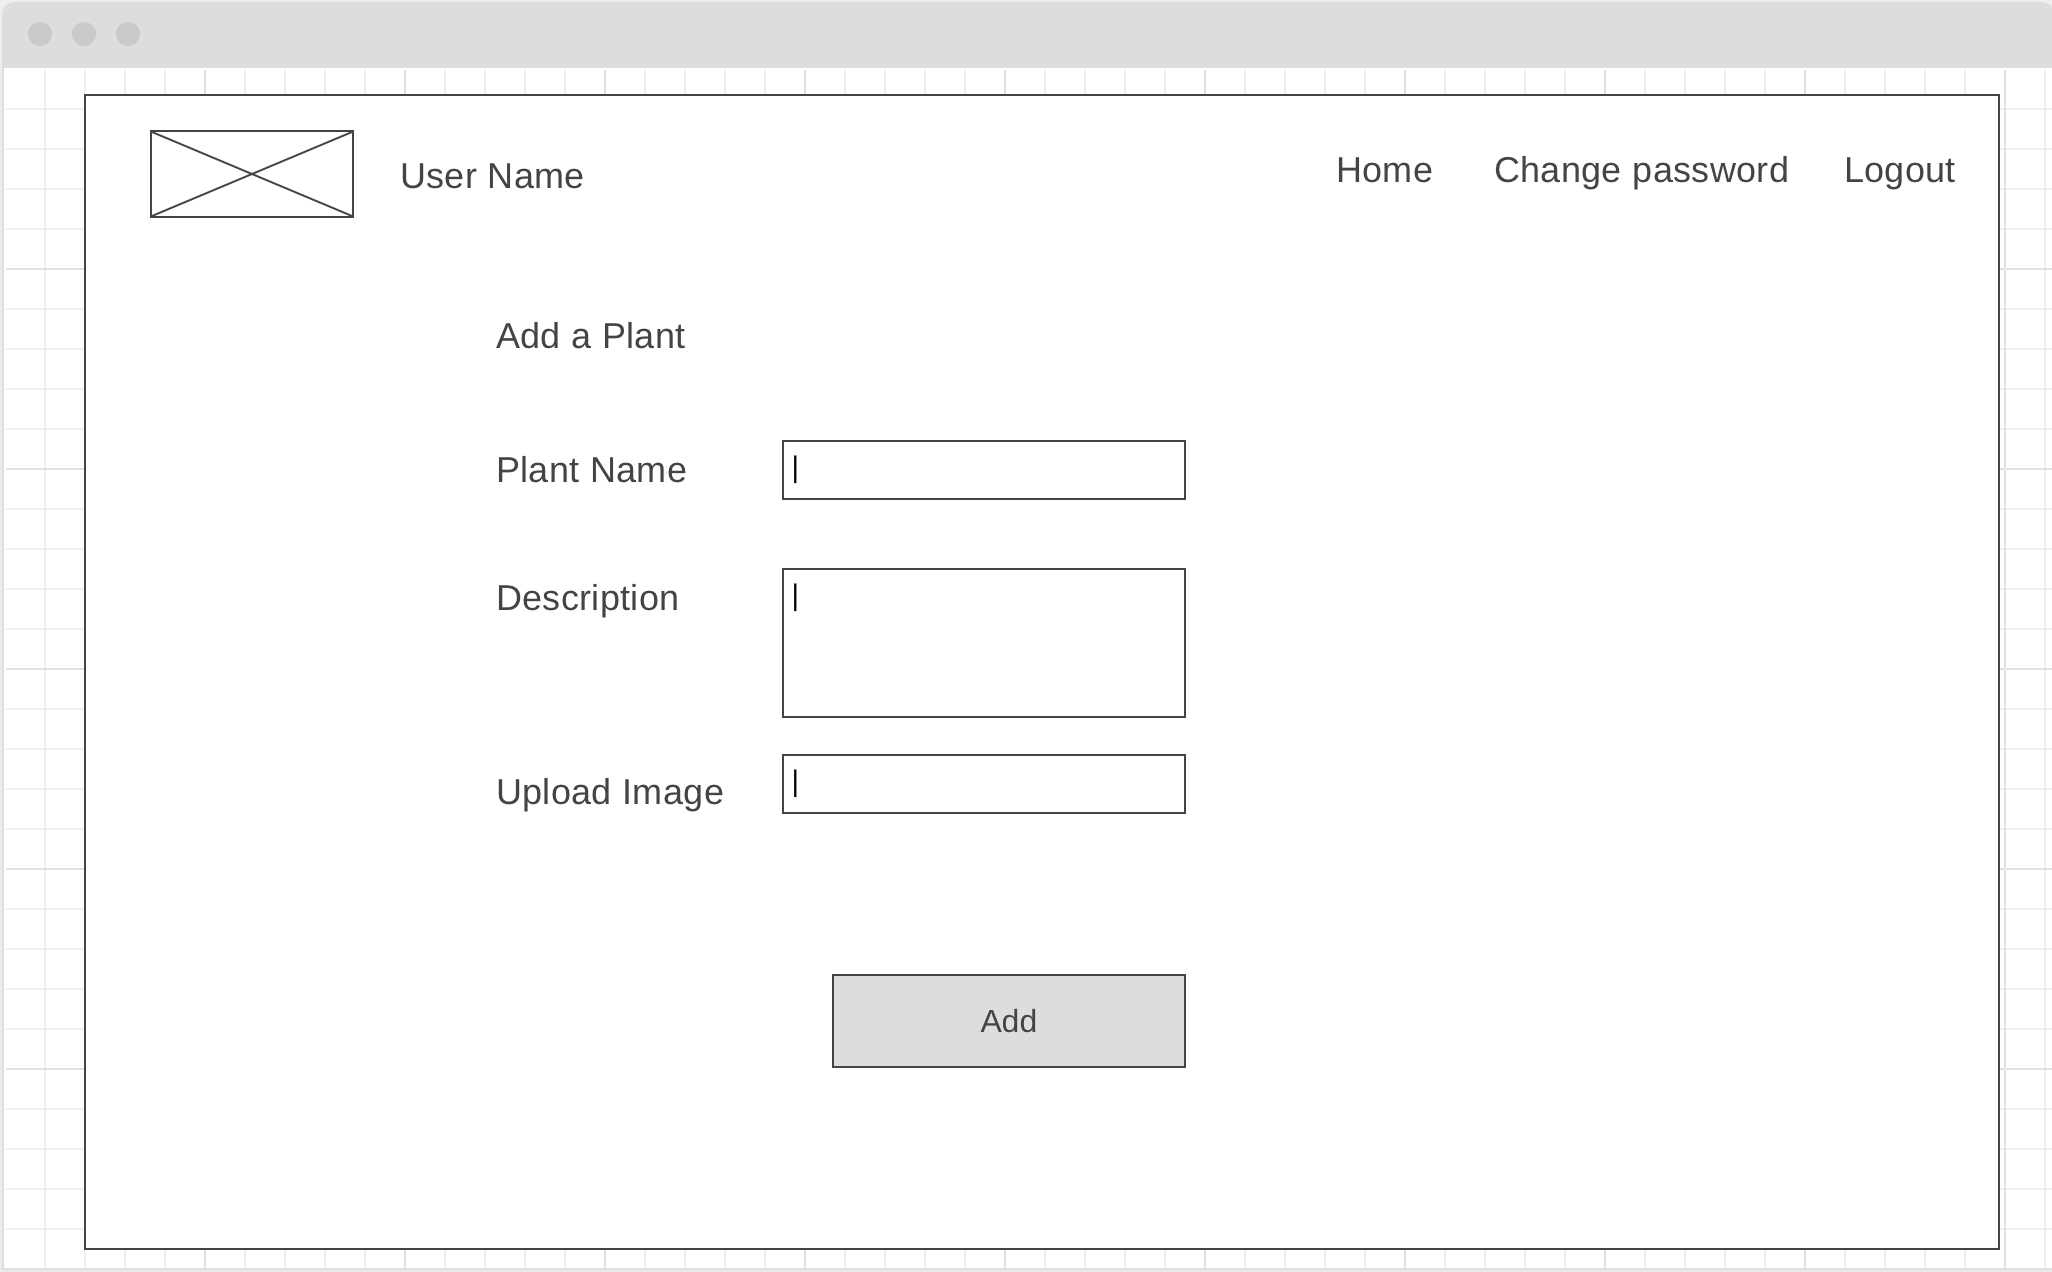 User Name
Home
Change password
Logout
Add a Plant
Plant Name
Description
Upload Image
Add